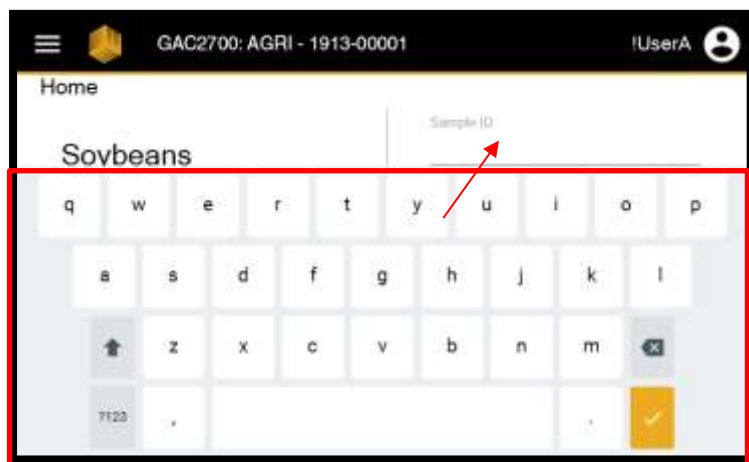 GAC2700: AGRI - 1913-00001 !UserA
Home
Sample ID
Soybeans
q w e r t y u i o p
a s d f g h j k l
z x c v b n m
?123 , .